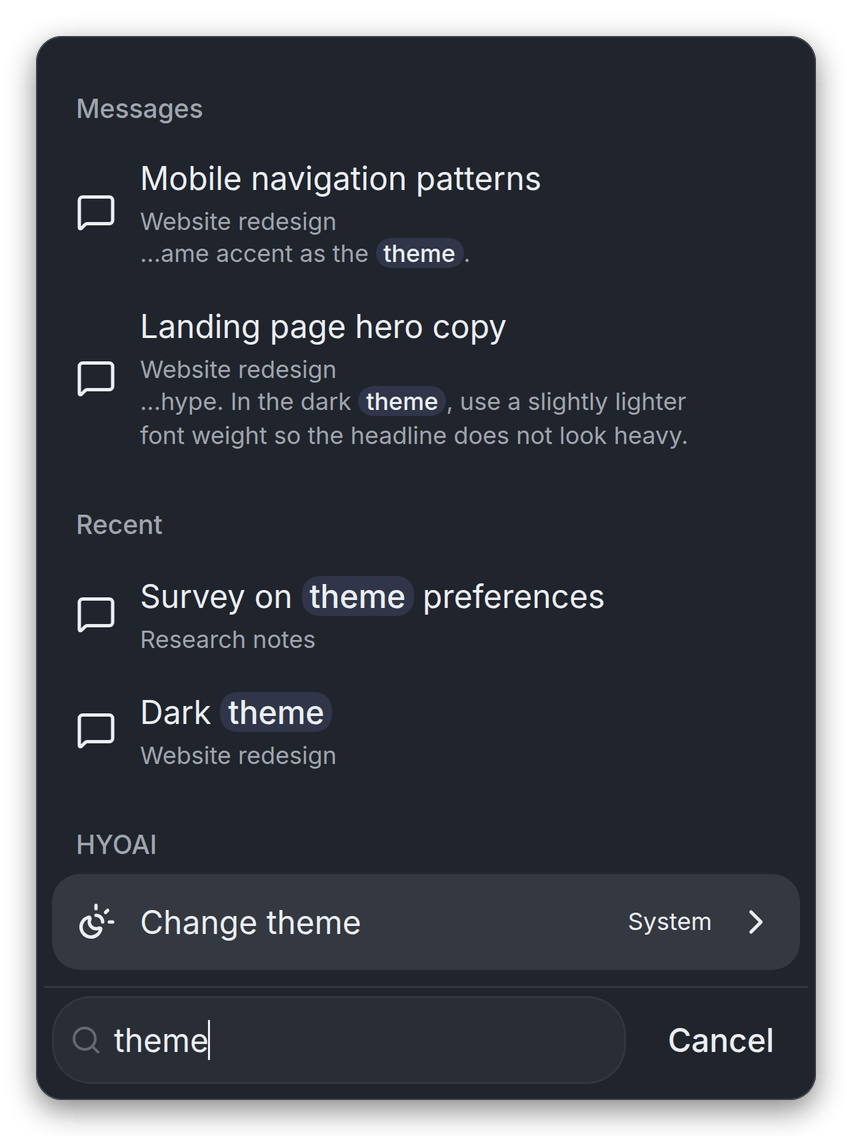 Messages
Mobile navigation patterns
Website redesign
...ame accent as the theme.
Landing page hero copy
Website redesign
...hype. In the dark theme, use a slightly lighter
font weight so the headline does not look heavy.
Recent
Survey on theme preferences
Research notes
Dark theme
Website redesign
HYOAI
Change theme System
theme Cancel